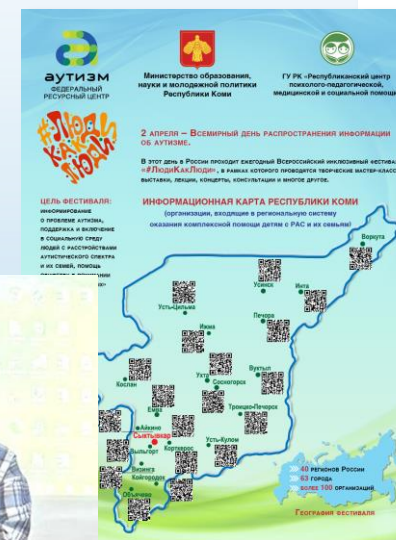 аутизм
ФЕДЕРАЛЬНЫЙ
РЕСУРСНЫЙ ЦЕНТР
Министерство образования,
науки и молодежной политики
Республики Коми
ГУ РК «Республиканский центр
психолого-педагогической,
медицинской и социальной помощи
#ЛЮДИ
КАК
ЛЮДИ
2 АПРЕЛЯ – ВСЕМИРНЫЙ ДЕНЬ РАСПРОСТРАНЕНИЯ ИНФОРМАЦИИ
ОБ АУТИЗМЕ.
В ЭТОТ ДЕНЬ В РОССИИ ПРОХОДИТ ЕЖЕГОДНЫЙ ВСЕРОССИЙСКИЙ ИНКЛЮЗИВНЫЙ ФЕСТИВА
«#ЛЮДИКАКЛЮДИ», В РАМКАХ КОТОРОГО ПРОВОДЯТСЯ ТВОРЧЕСКИЕ МАСТЕР-КЛАСС
ВЫСТАВКИ, ЛЕКЦИИ, КОНЦЕРТЫ, КОНСУЛЬТАЦИИ И МНОГОЕ ДРУГОЕ.
ЦЕЛЬ ФЕСТИВАЛЯ:
ИНФОРМИРОВАНИЕ
О ПРОБЛЕМЕ АУТИЗМА,
ПОДДЕРЖКА И ВКЛЮЧЕНИЕ
В СОЦИАЛЬНУЮ СРЕДУ
ЛЮДЕЙ С РАССТРОЙСТВАМИ
АУТИСТИЧЕСКОГО СПЕКТРА
И ИХ СЕМЕЙ, ПОМОЩЬ
ИНФОРМАЦИОННАЯ КАРТА РЕСПУБЛИКИ КОМИ
(организации, входящие в региональную систему
оказания комплексной помощи детям с РАС и их семьям)
Воркута
Усинск
Инта
Усть-Цильма
Печора
Ижма
Вуктыл
Ухта
Сосногорск
Кослан
Троицко-Печорск
Емва
Айкино
Сыктывкар
Выльгорт
Корткерос
Усть-Кулом
Визинга
Койгородок
Объячево
40 РЕГИОНОВ РОССИИ
63 ГОРОДА
БОЛЕЕ 100 ОРГАНИЗАЦИЙ
ГЕОГРАФИЯ ФЕСТИВАЛЯ